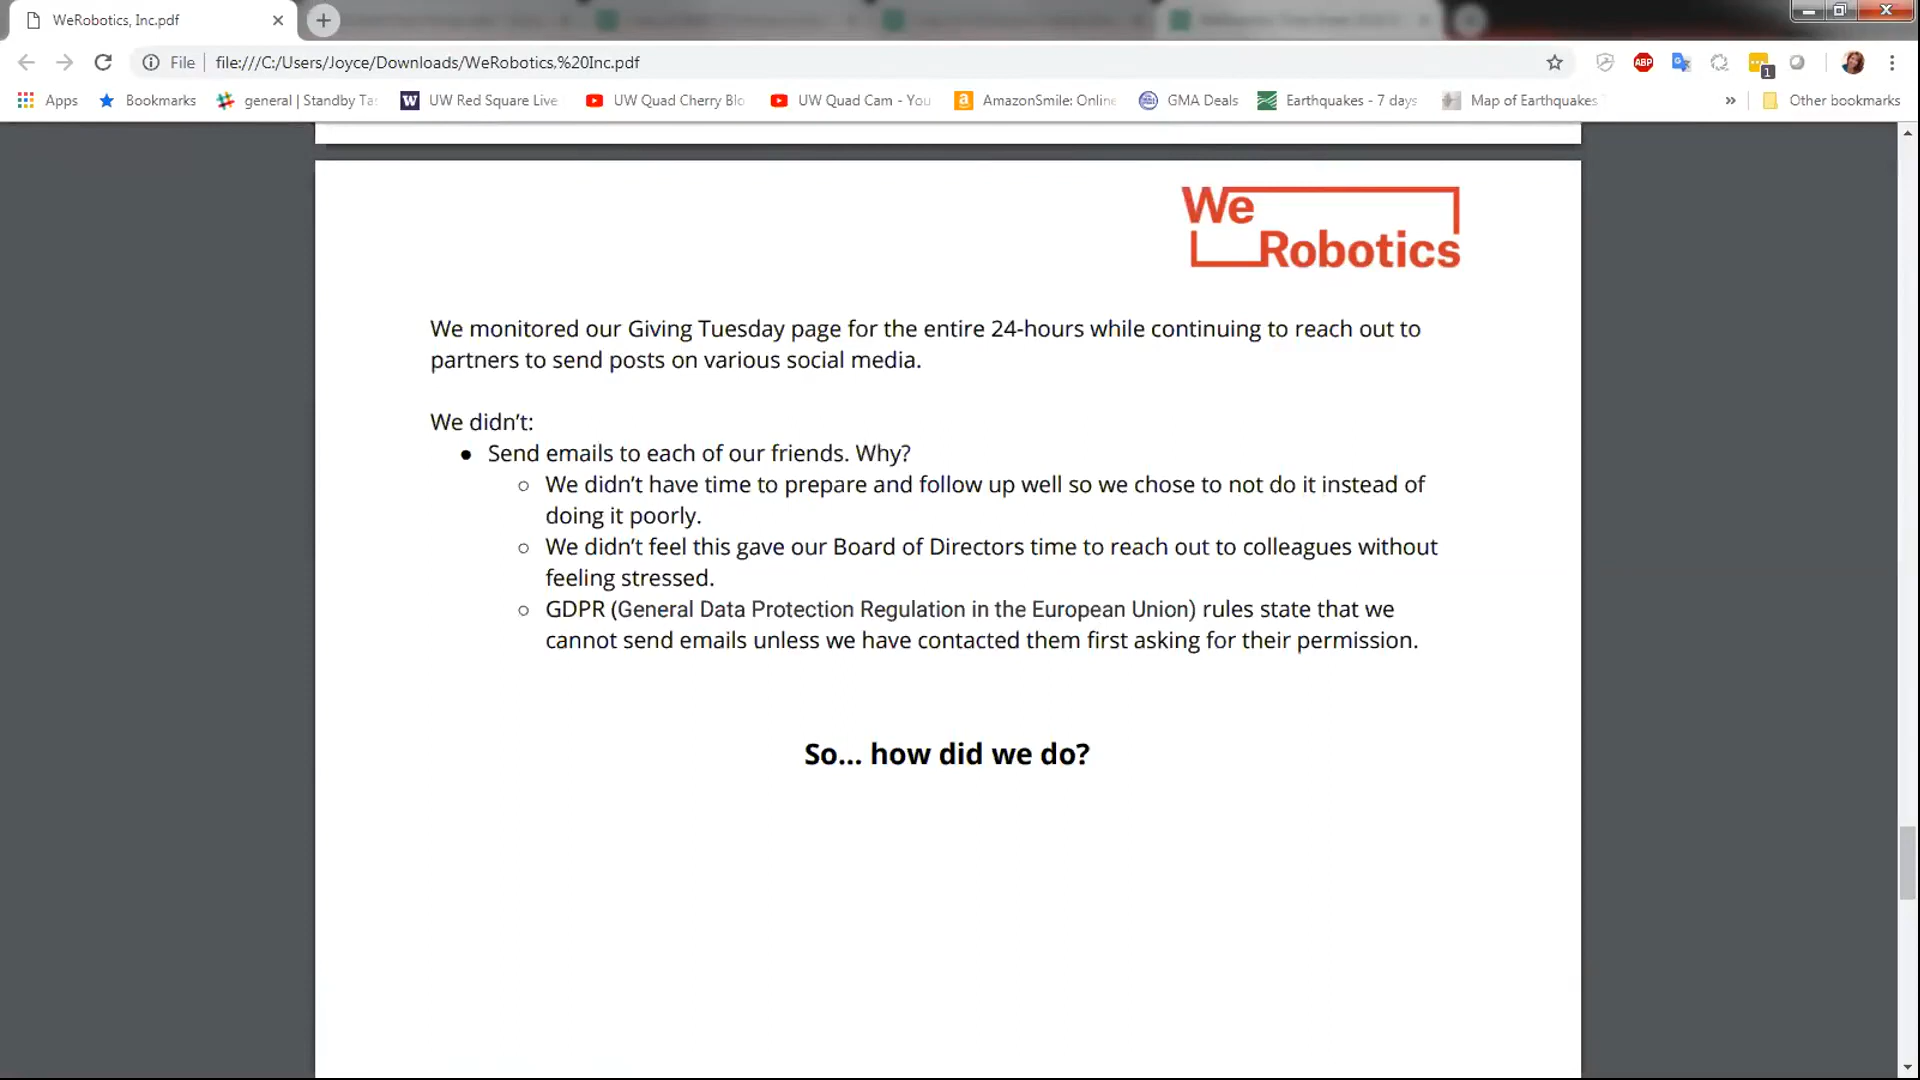 WeRobotics, Inc.pdf
File
file:///C:/Users/Joyce/Downloads/WeRobotics,%20Inc.pdf
ABP
1
Apps
Bookmarks
general | Standby Ta
W
UW Red Square Live
UW Quad Cherry Blo
UW Quad Cam - You
AmazonSmile: Online
GMA Deals
Earthquakes - 7 days
Map of Earthquakes
»
Other bookmarks
We
Robotics
We monitored our Giving Tuesday page for the entire 24-hours while continuing to reach out to
partners to send posts on various social media.
We didn't:
● Send emails to each of our friends. Why?
○ We didn't have time to prepare and follow up well so we chose to not do it instead of
doing it poorly.
○ We didn't feel this gave our Board of Directors time to reach out to colleagues without
feeling stressed.
○ GDPR (General Data Protection Regulation in the European Union) rules state that we
cannot send emails unless we have contacted them first asking for their permission.
So... how did we do?